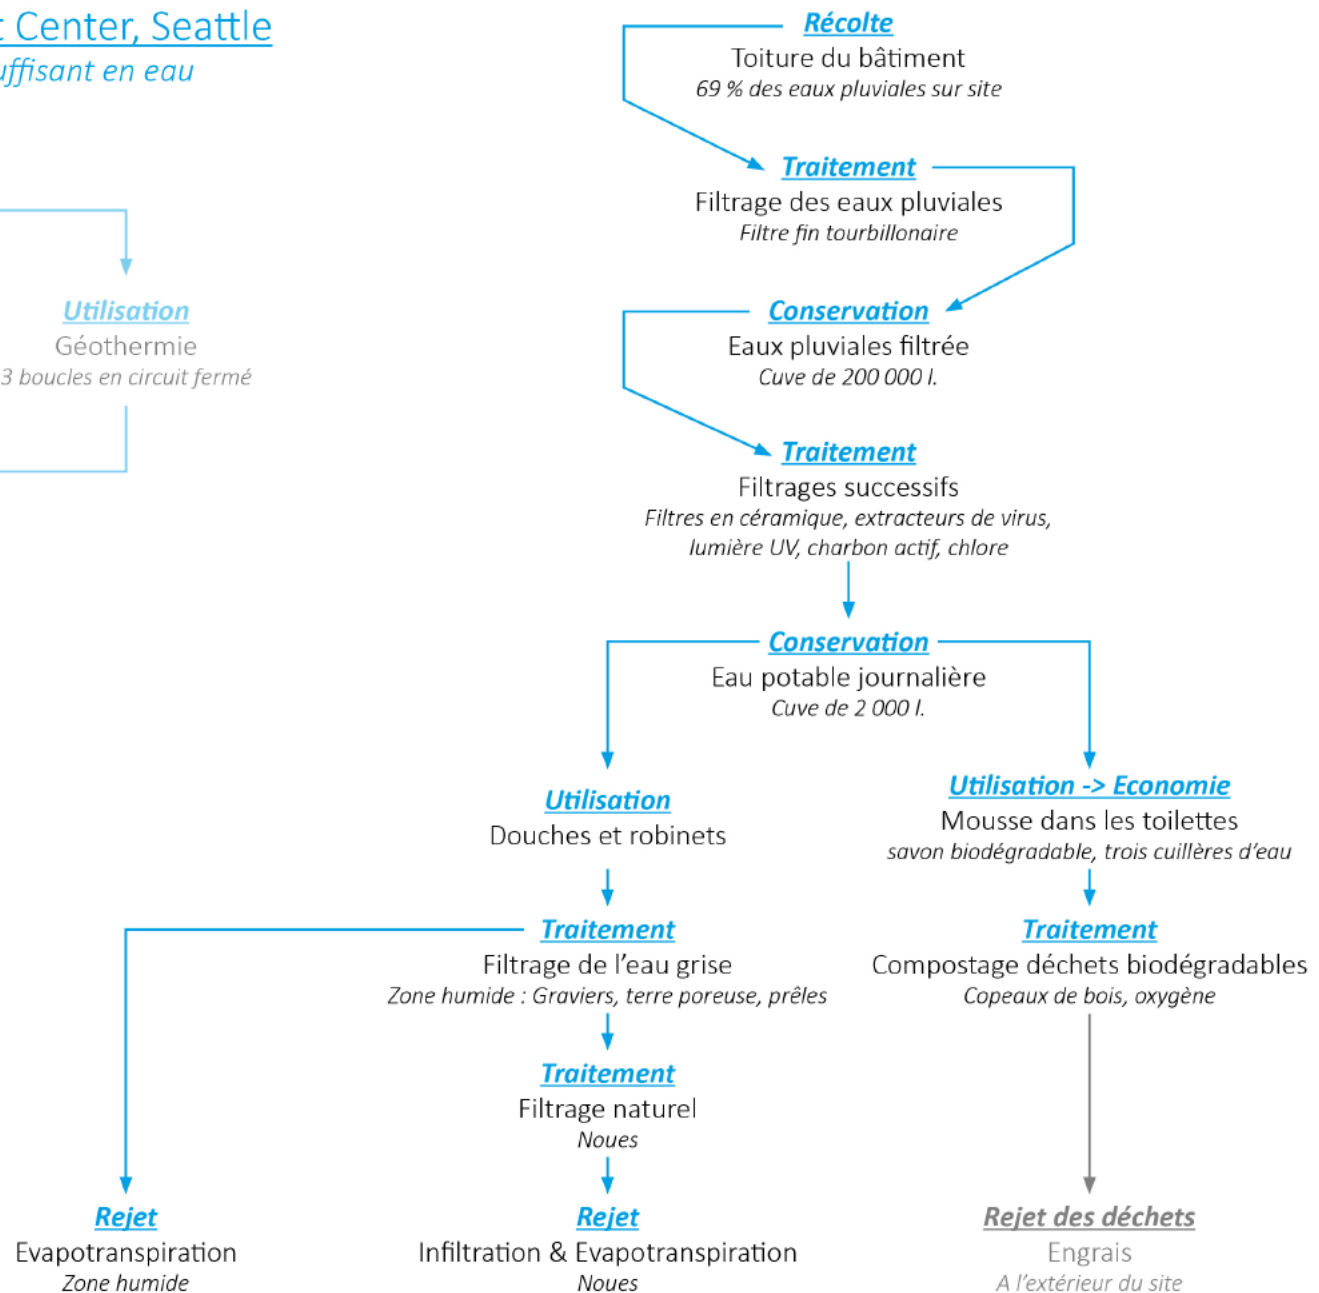 Center, Seattle
en eau
Récolte
Toiture du bâtiment
69 % des eaux pluviales sur site
Traitement
Filtrage des eaux pluviales
Filtre fin tourbillonaire
Utilisation
Géothermie
3 boucles en circuit fermé
Conservation
Eaux pluviales filtrée
Cuve de 200 000 l.
Traitement
Filtrages successifs
Filtres en céramique, extracteurs de virus,
lumière UV, charbon actif, chlore
Conservation
Eau potable journalière
Cuve de 2 000 l.
Utilisation
Douches et robinets
Utilisation -> Economie
Mousse dans les toilettes
savon biodégradable, trois cuillères d’eau
Traitement
Filtrage de l’eau grise
Zone humide : Graviers, terre poreuse, prêles
Traitement
Compostage déchets biodégradables
Copeaux de bois, oxygène
Traitement
Filtrage naturel
Noues
Rejet
Evapotranspiration
Zone humide
Rejet
Infiltration & Evapotranspiration
Noues
Rejet des déchets
Engrais
A l’extérieur du site